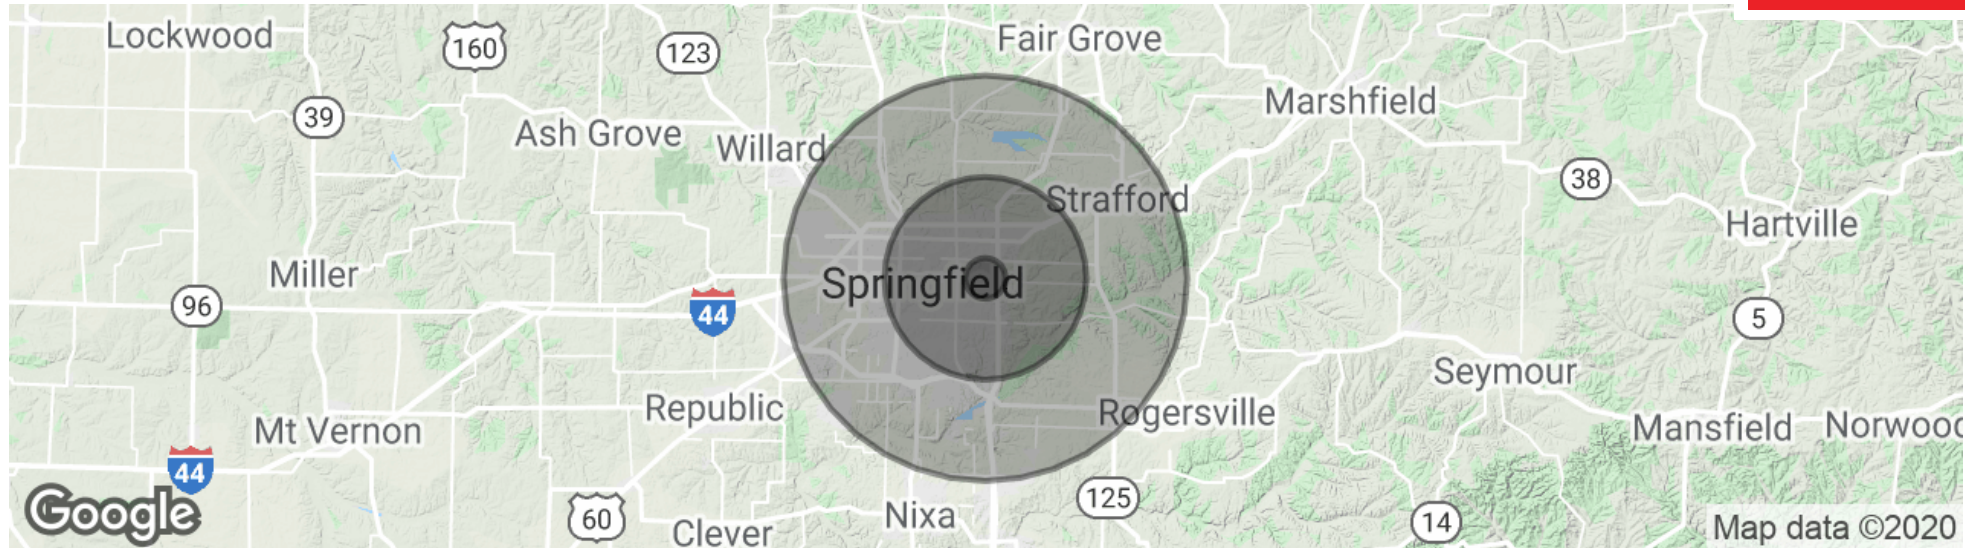 Lockwood
160
123
Fair Grove
Marshfield
39
Ash Grove
Willard
38
Strafford
Hartville
Miller
Springfield
96
44
5
Seymour
Republic
Rogersville
Mt Vernon
Mansfield
Norwood
44
125
Google
60
Nixa
14
Clever
Map data ©2020